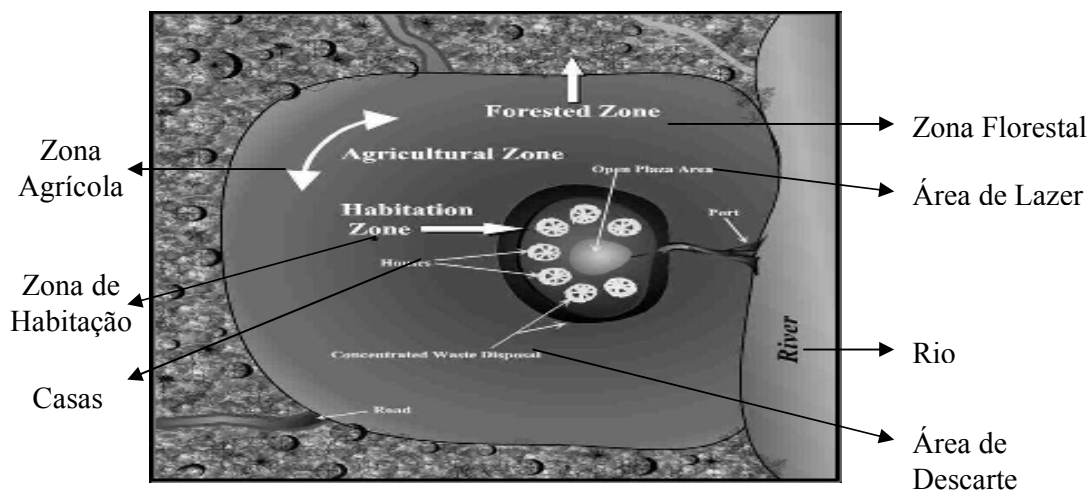 Forested Zone
Agricultural Zone
Open Plaza Area
Habitation
Zone
Port
Houses
River
Concentrated Waste Disposal
Road
Zona
Agrícola
Zona de
Habitação
Casas
Zona Florestal
Área de Lazer
Rio
Área de
Descarte